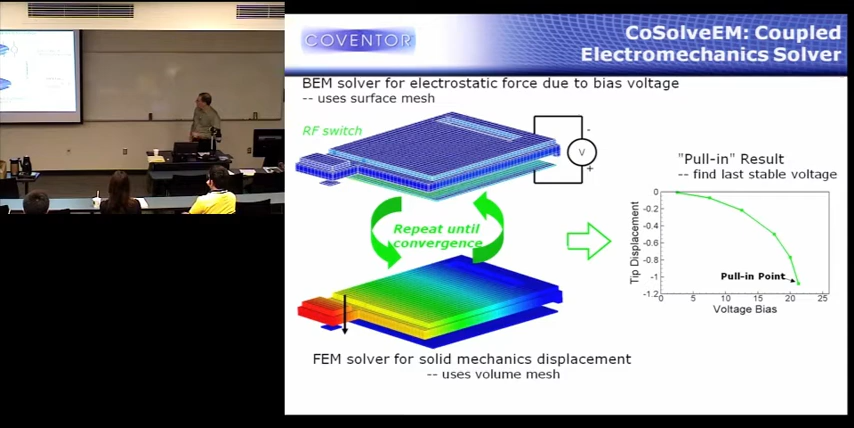 COVENTOR
CoSolveEM: Coupled
Electromechanics Solver
BEM solver for electrostatic force due to bias voltage
-- uses surface mesh
RF switch
-
V
+
Repeat until
convergence
FEM solver for solid mechanics displacement
-- uses volume mesh
"Pull-in" Result
-- find last stable voltage
Tip Displacement
0
-0.2
-0.4
-0.6
-0.8
-1
-1.2
Pull-in Point
0 5 10 15 20 25
Voltage Bias